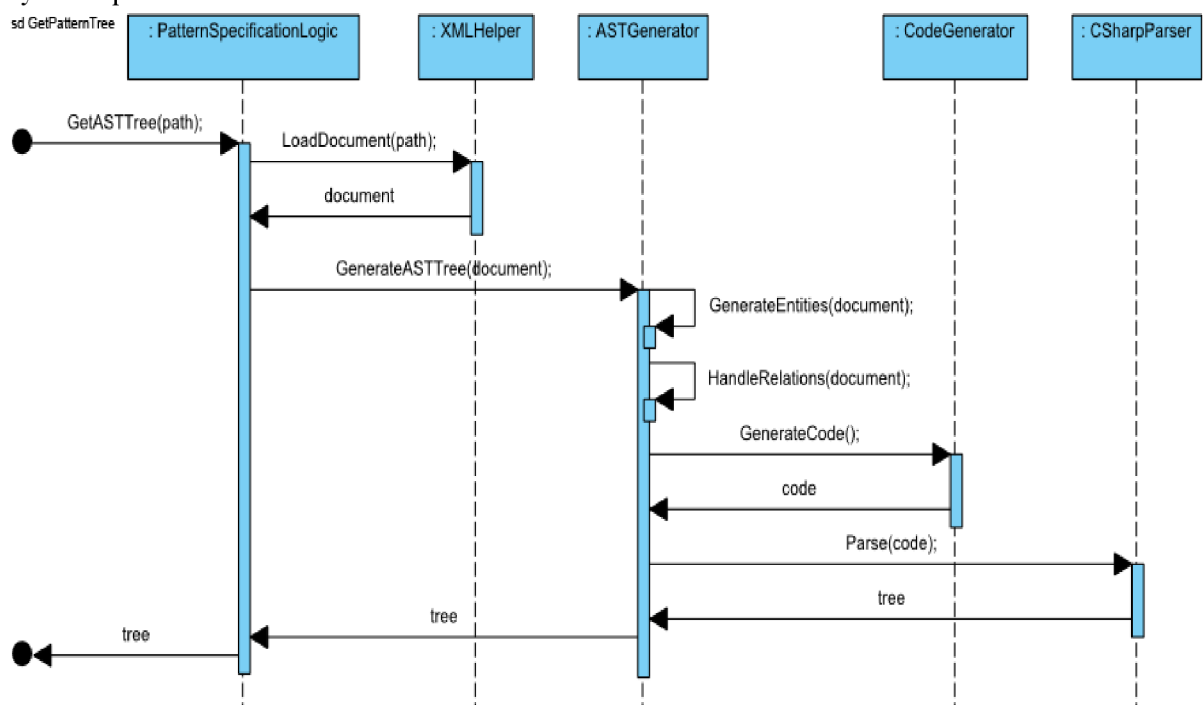 sd GetPatternTree
: PatternSpecificationLogic
: XMLHelper
: ASTGenerator
: CodeGenerator
: CSharpParser
GetASTTree(path);
LoadDocument(path);
document
GenerateASTTree(document);
GenerateEntities(document);
HandleRelations(document);
GenerateCode();
code
Parse(code);
tree
tree
tree